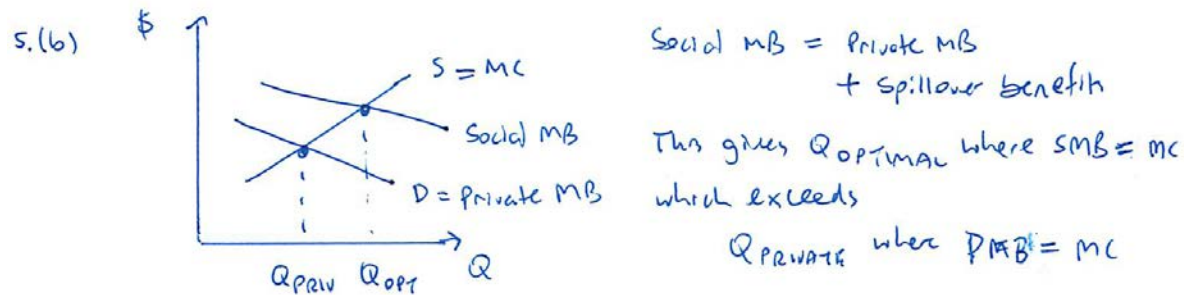 5.(b)
$
S = MC
Social MB
D = Private MB
QPRIV QOPT Q
Social MB = Private MB
+ spillover benefits
This gives QOPTIMAL where SMB = MC
which exceeds
QPRIVATE where PMB = MC